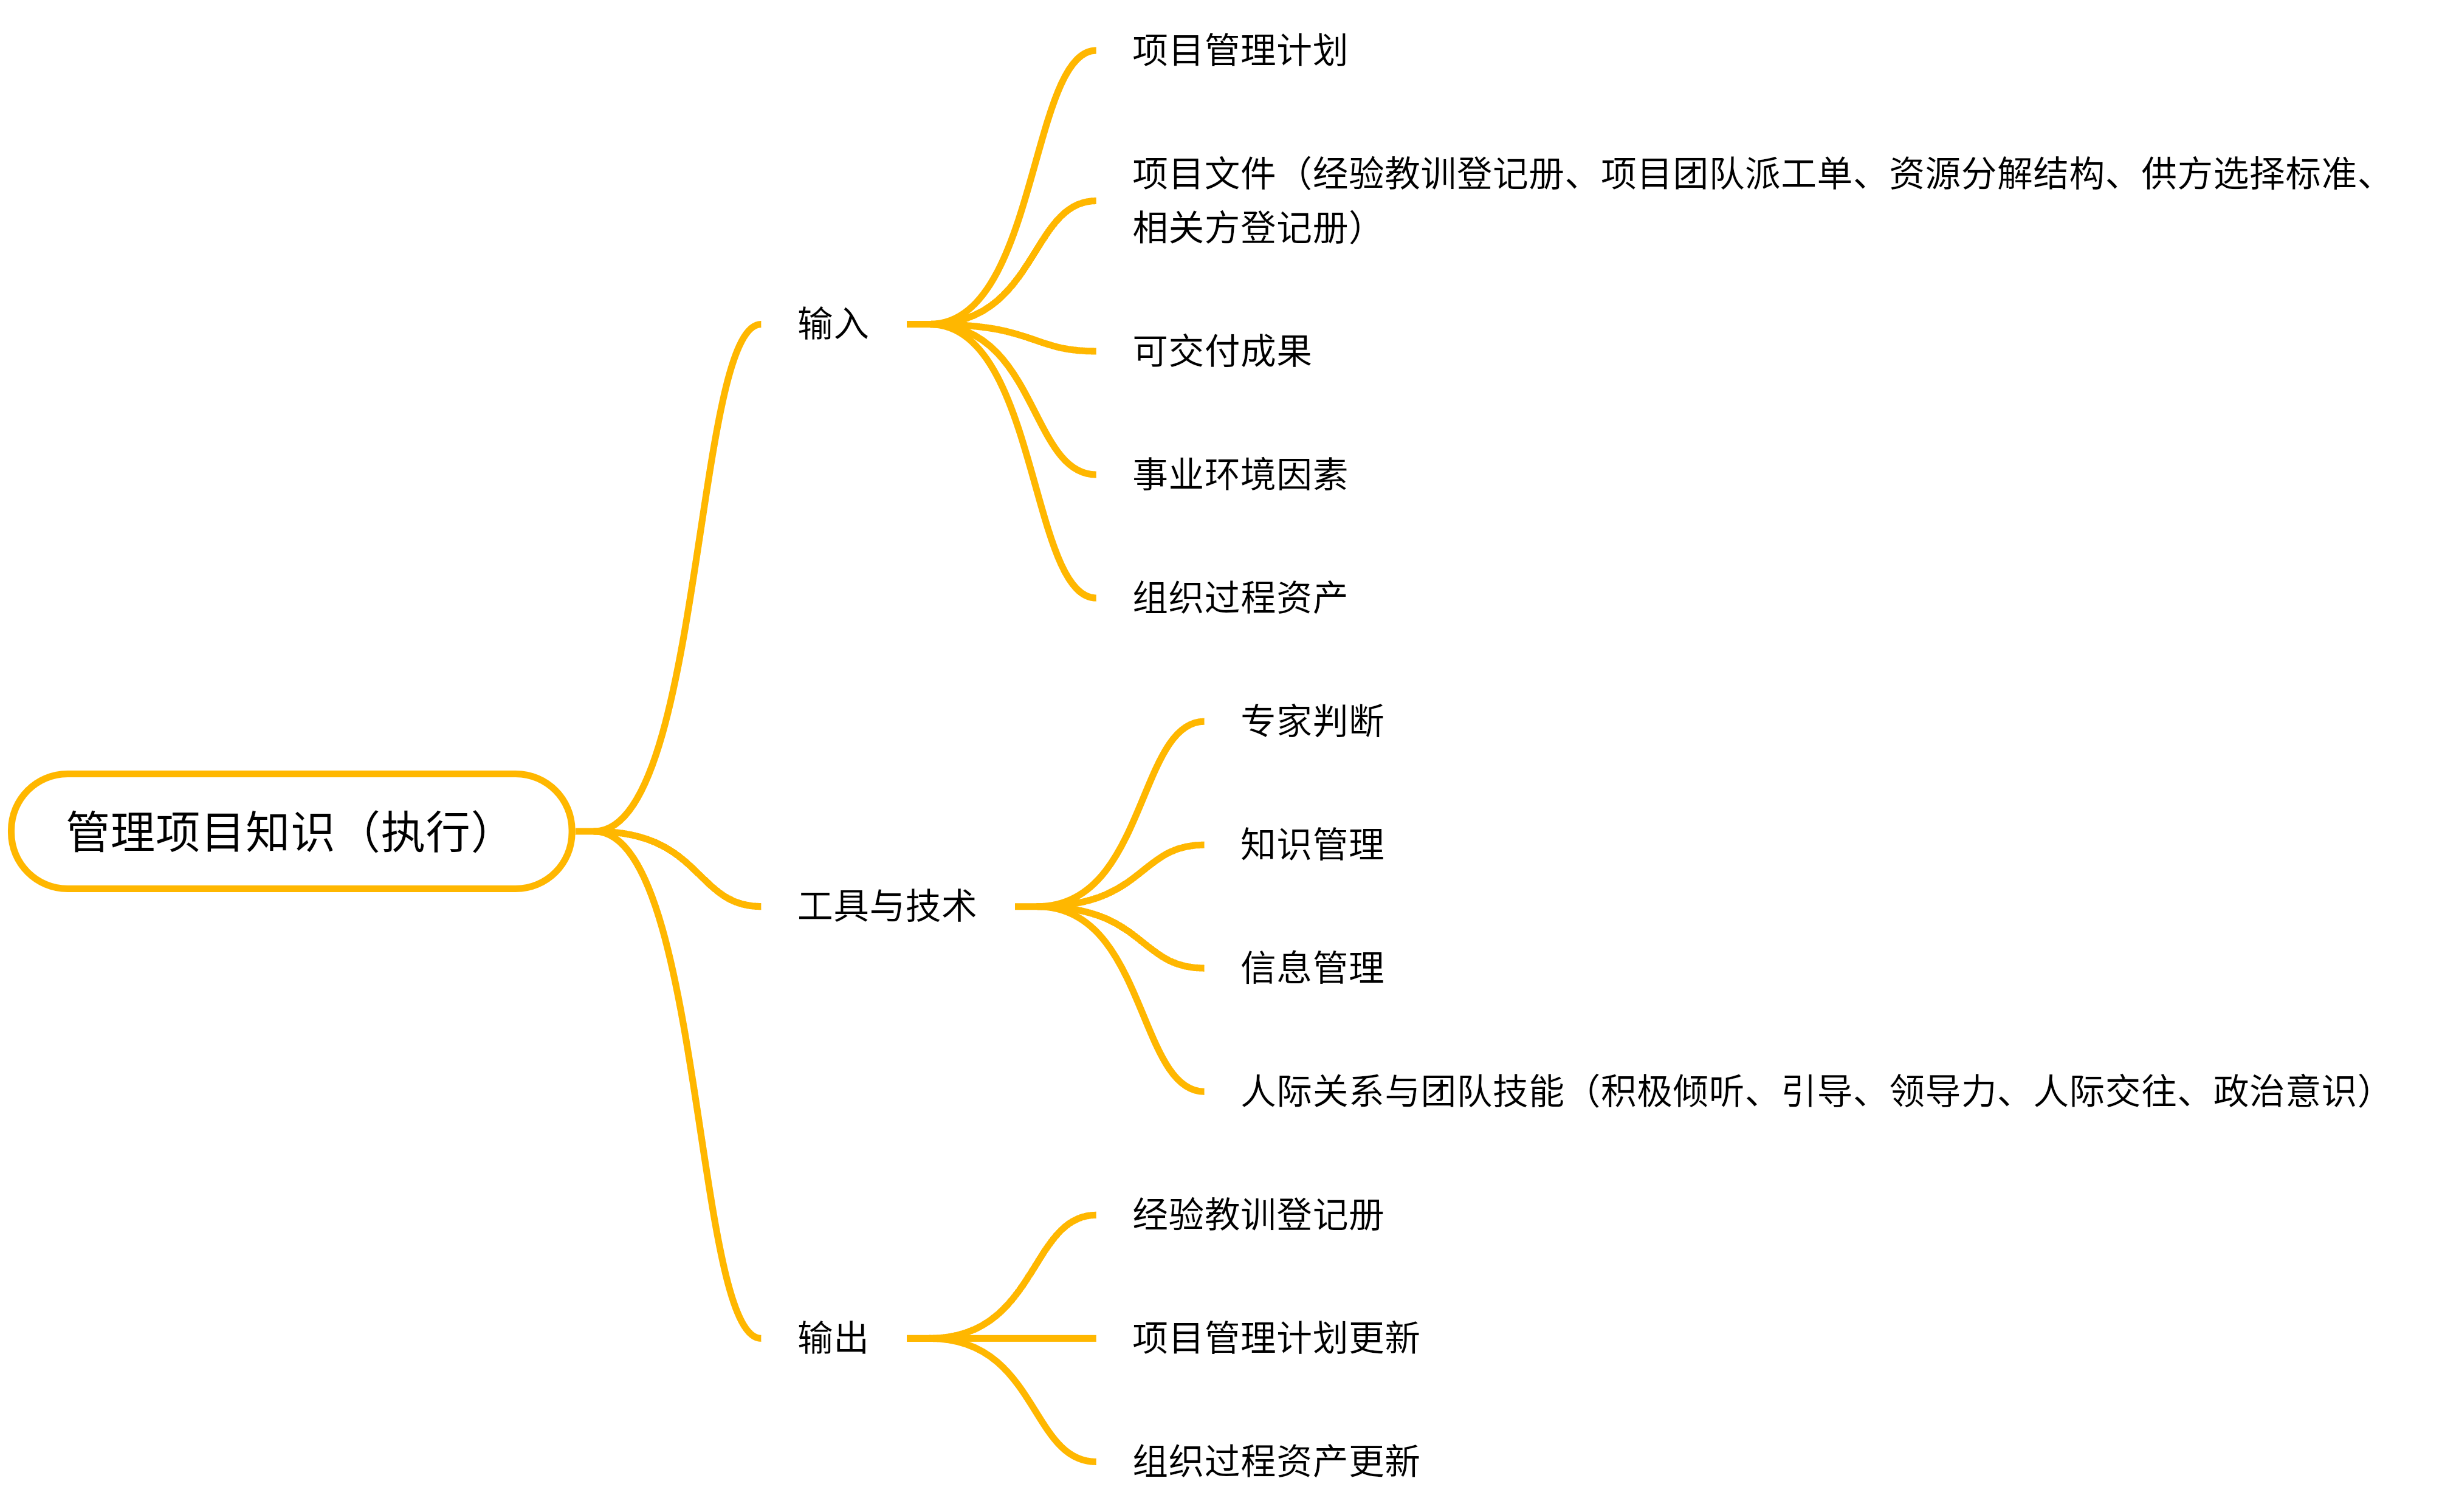 管理项目知识（执行）
输入
项目管理计划
项目文件（经验教训登记册、项目团队派工单、资源分解结构、供方选择标准、
相关方登记册）
可交付成果
事业环境因素
组织过程资产
工具与技术
专家判断
知识管理
信息管理
人际关系与团队技能（积极倾听、引导、领导力、人际交往、政治意识）
输出
经验教训登记册
项目管理计划更新
组织过程资产更新